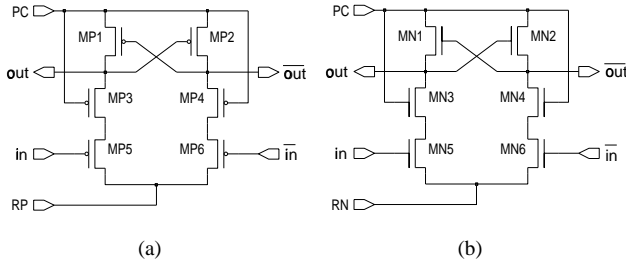 PC
MP1
MP2
out
out
MP3
MP4
in
MP5
MP6
in
RP
(a)
PC
MN1
MN2
out
out
MN3
MN4
in
MN5
MN6
in
RN
(b)